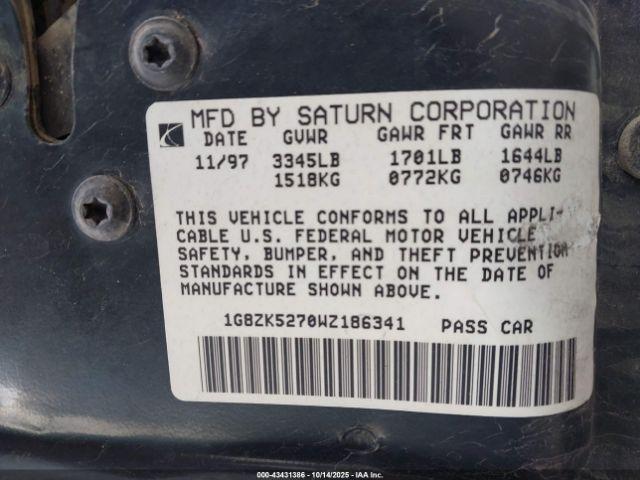 MFD BY SATURN CORPORATION
DATE GVWR GAWR FRT GAWR RR
11/97 3345LB 1701LB 1644LB
1518KG 0772KG 0746KG
THIS VEHICLE CONFORMS TO ALL APPLI-
CABLE U.S. FEDERAL MOTOR VEHICLE
SAFETY, BUMPER, AND THEFT PREVENTION
STANDARDS IN EFFECT ON THE DATE OF
MANUFACTURE SHOWN ABOVE.
1G8ZK5270WZ186341 PASS CAR
000-43431386 - 10/14/2025 - IAAI.com